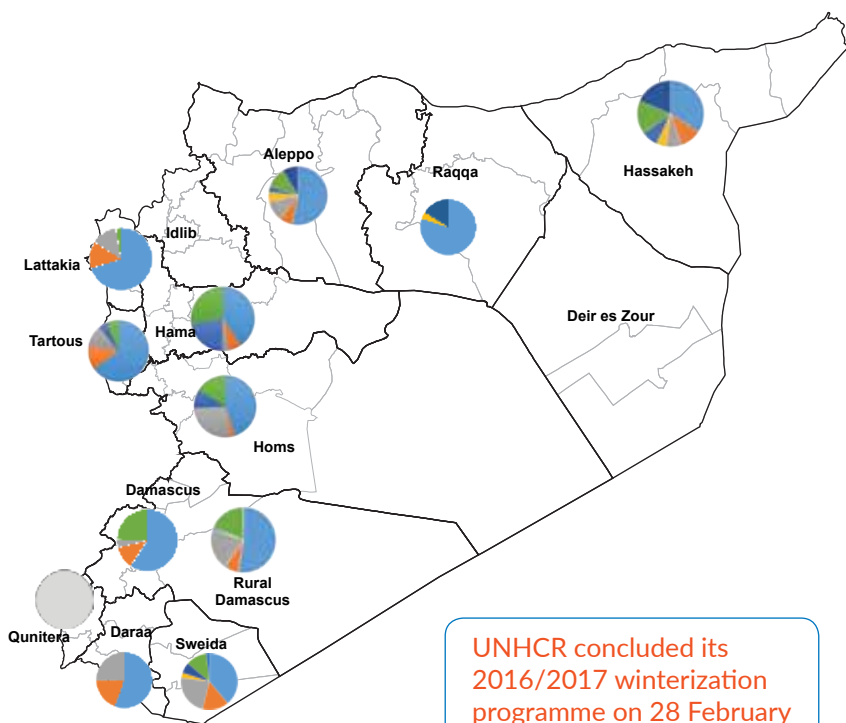 Aleppo
Raqqa
Hassakeh
Idlib
Lattakia
Deir es Zour
Tartous
Hama
Homs
Damascus
Rural
Damascus
Qunitera
Daraa
Sweida
UNHCR concluded its
2016/2017 winterization
programme on 28 February